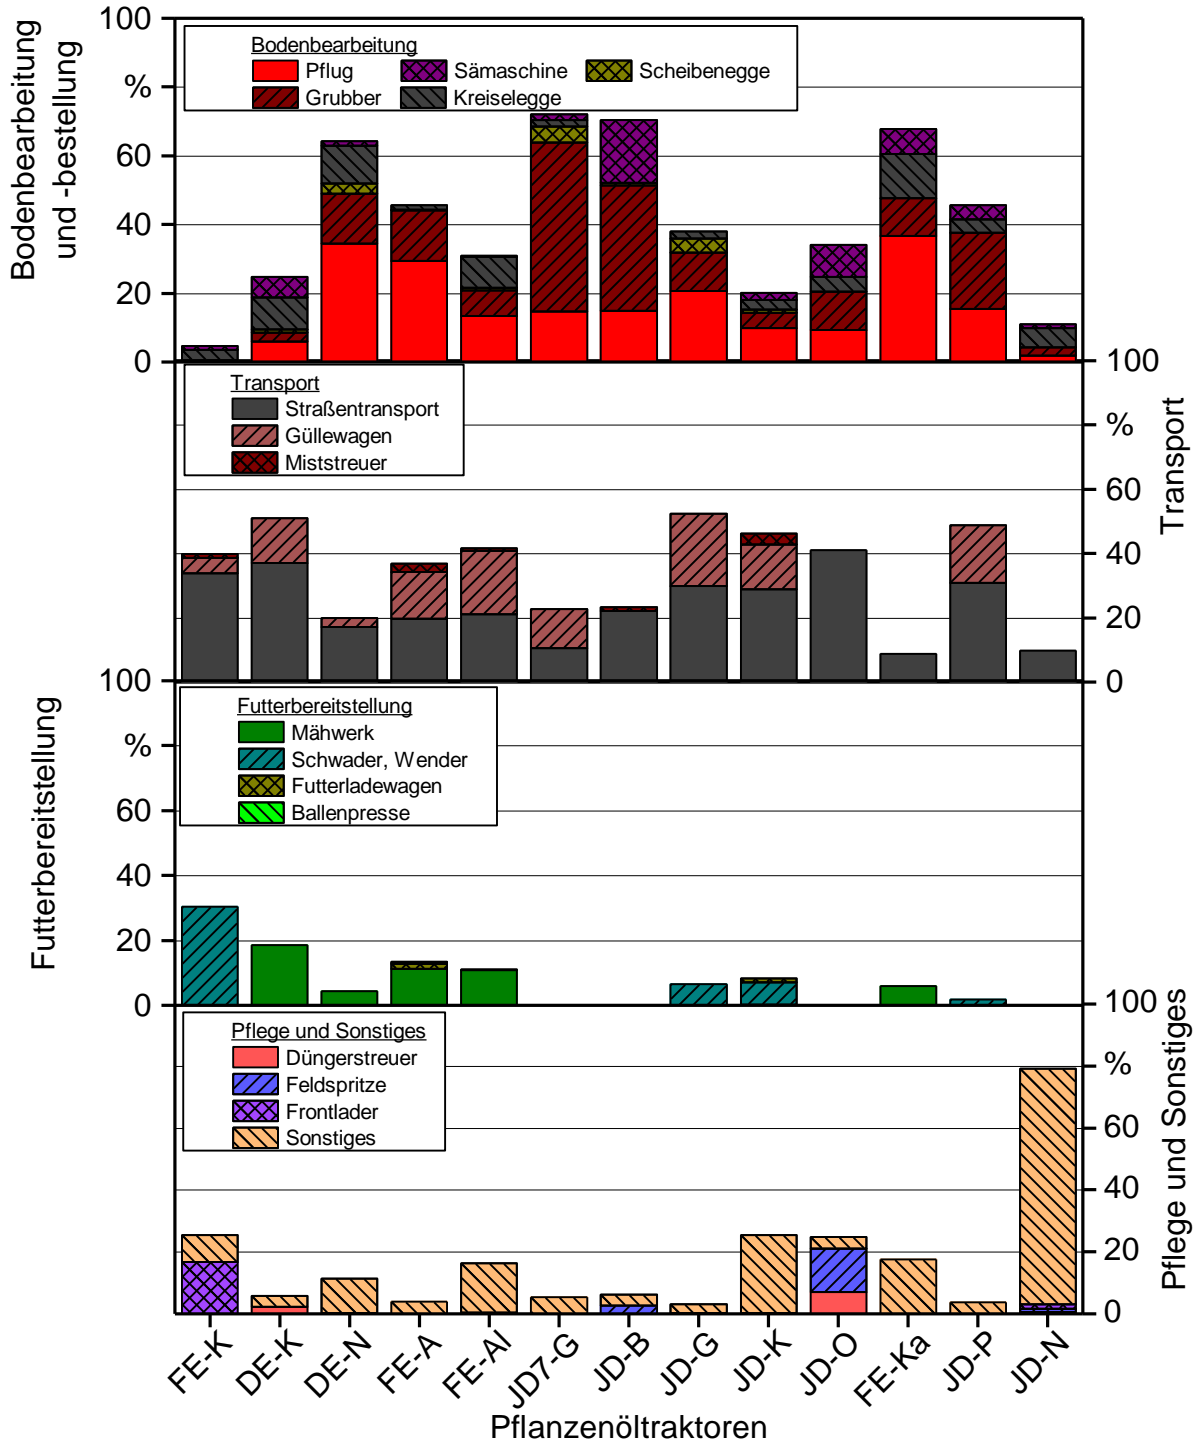 Bodenbearbeitung
und -bestellung
100
%
60
40
20
0
Bodenbearbeitung
Pflug
Sämaschine
Scheibenegge
Grubber
Kreiselegge
Transport
100
%
60
40
20
0
Transport
Straßentransport
Güllewagen
Miststreuer
Futterbereitstellung
100
%
60
40
20
0
Futterbereitstellung
Mähwerk
Schwader, Wender
Futterladewagen
Ballenpresse
Pflege und Sonstiges
100
%
60
40
20
0
Pflege und Sonstiges
Düngerstreuer
Feldspritze
Frontlader
Sonstiges
FE-K
DE-K
DE-N
FE-A
FE-Al
JD7-G
JD-B
JD-G
JD-K
JD-O
FE-Ka
JD-P
JD-N
Pflanzenöltraktoren